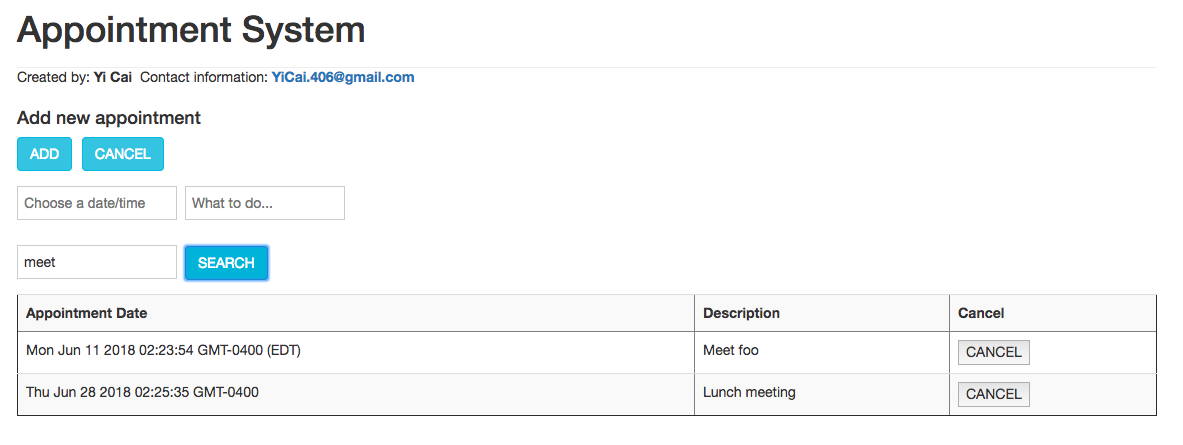 Appointment System
Created by: Yi Cai  Contact information: YiCai.406@gmail.com
Add new appointment
ADD CANCEL
Choose a date/time What to do...
meet SEARCH
Appointment Date Description Cancel
Mon Jun 11 2018 02:23:54 GMT-0400 (EDT) Meet foo CANCEL
Thu Jun 28 2018 02:25:35 GMT-0400 Lunch meeting CANCEL